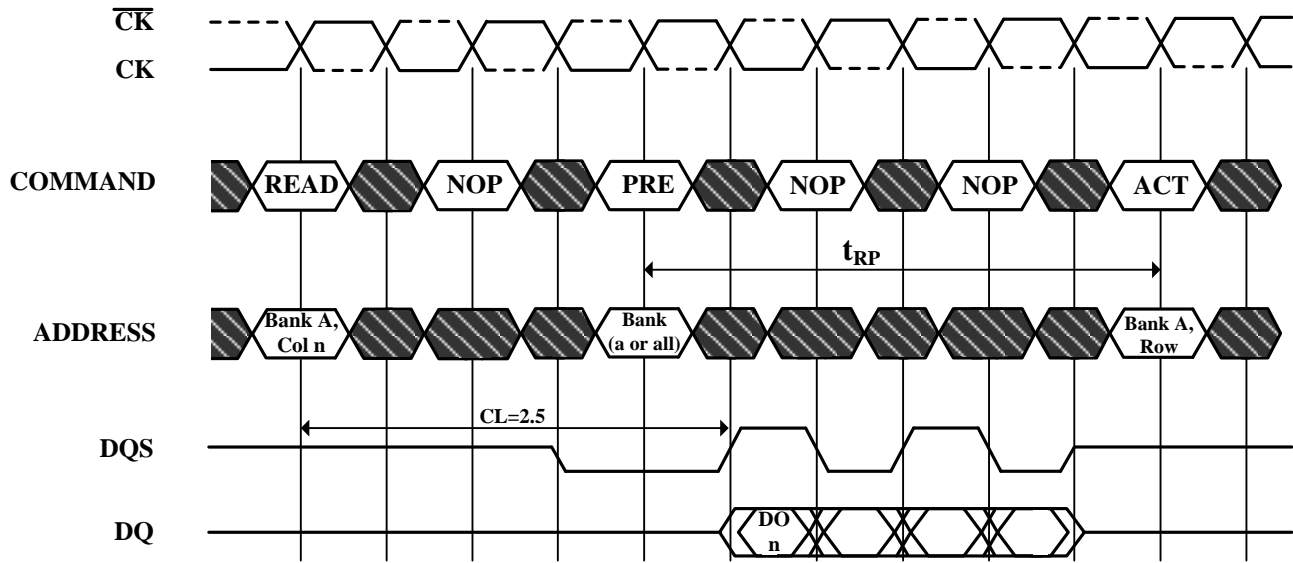 C̅K̅
CK
COMMAND
READ
NOP
PRE
NOP
NOP
ACT
tRP
ADDRESS
Bank A,
Col n
Bank
(a or all)
Bank A,
Row
CL=2.5
DQS
DQ
DO
n